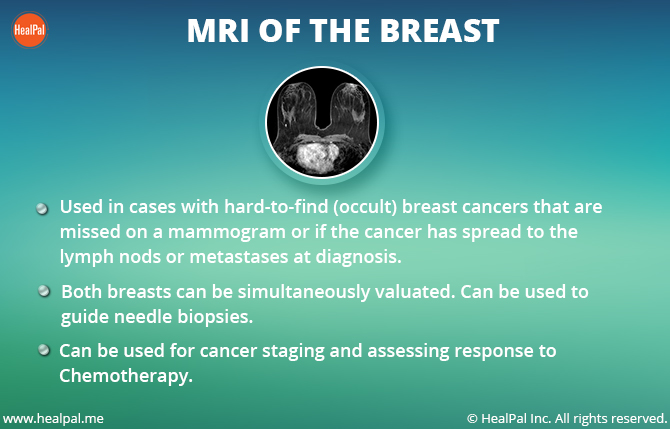 HealPal
MRI OF THE BREAST
Used in cases with hard-to-find (occult) breast cancers that are
missed on a mammogram or if the cancer has spread to the
lymph nods or metastases at diagnosis.
Both breasts can be simultaneously valuated. Can be used to
guide needle biopsies.
Can be used for cancer staging and assessing response to
Chemotherapy.
www.healpal.me
© HealPal Inc. All rights reserved.